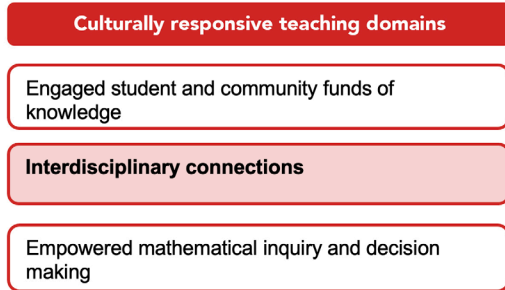 Culturally responsive teaching domains
Engaged student and community funds of
knowledge
Interdisciplinary connections
Empowered mathematical inquiry and decision
making